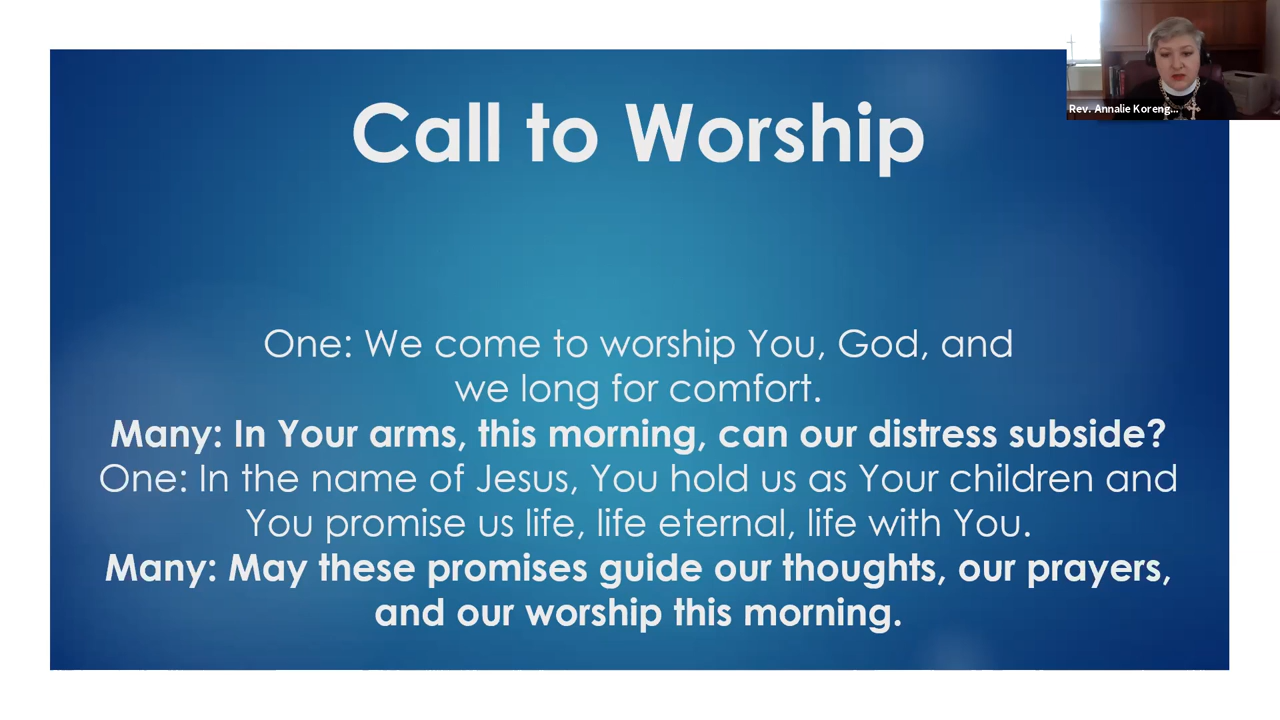 Call to Worship
Rev. Annalie Koreng...
One: We come to worship You, God, and
we long for comfort.
Many: In Your arms, this morning, can our distress subside?
One: In the name of Jesus, You hold us as Your children and
You promise us life, life eternal, life with You.
Many: May these promises guide our thoughts, our prayers,
and our worship this morning.